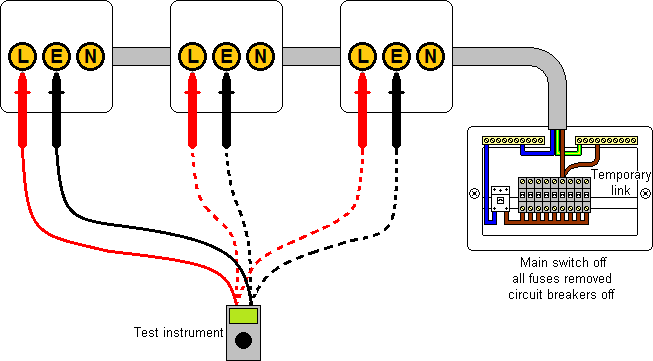 L E N
L E N
L E N
Temporary
link
Main switch off
all fuses removed
circuit breakers off
Test instrument